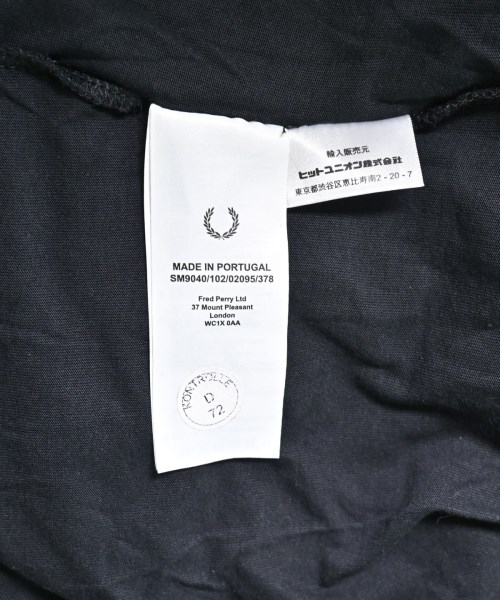 MADE IN PORTUGAL
SM9040/102/02095/378
Fred Perry Ltd
37 Mount Pleasant
London
WC1X 0AA
KONTROLLE
D
72
輸入販売元
ヒットユニオン株式会社
東京都渋谷区恵比寿南2-20-7